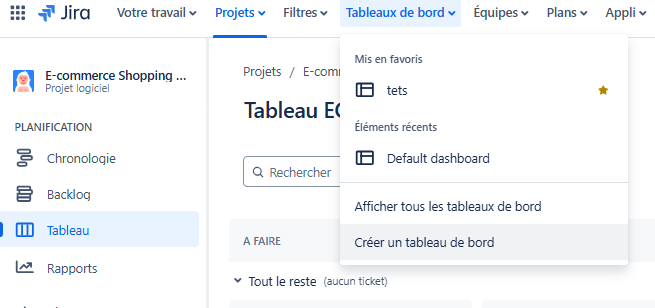 Jira Votre travail Projets Filtres Tableaux de bord Équipes Plans Appli
E-commerce Shopping ...
Projet logiciel
PLANIFICATION
Chronologie
Backlog
Tableau
Rapports
Projets / E-com
Tableau EC
Rechercher
A FAIRE
Tout le reste (aucun ticket)
Mis en favoris
tets
Éléments récents
Default dashboard
Afficher tous les tableaux de bord
Créer un tableau de bord